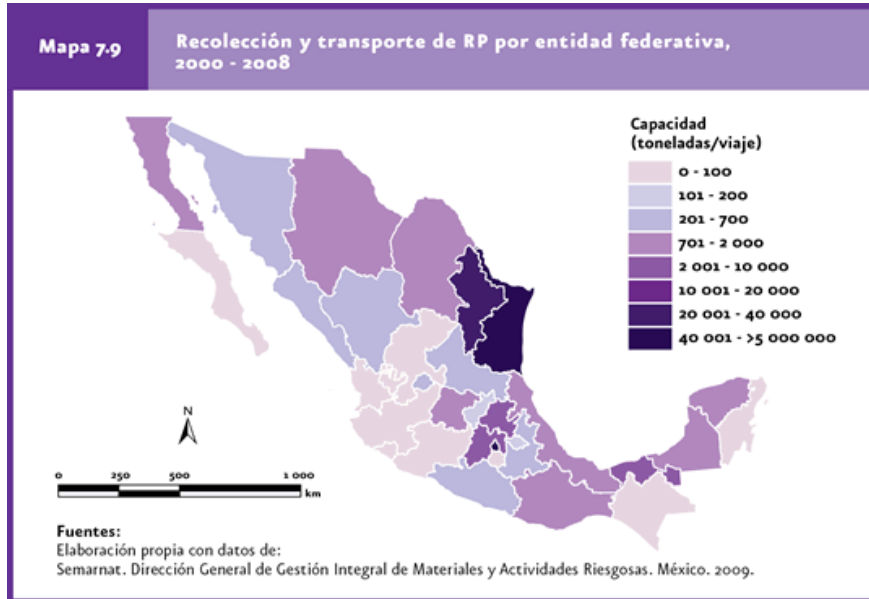 Mapa 7.9
Recolección y transporte de RP por entidad federativa,
2000 - 2008
Capacidad
(toneladas/viaje)
0 - 100
101 - 200
201 - 700
701 - 2 000
2 001 - 10 000
10 001 - 20 000
20 001 - 40 000
40 001 - >5 000 000
N
0 250 500 1 000
km
Fuentes:
Elaboración propia con datos de:
Semarnat. Dirección General de Gestión Integral de Materiales y Actividades Riesgosas. México. 2009.